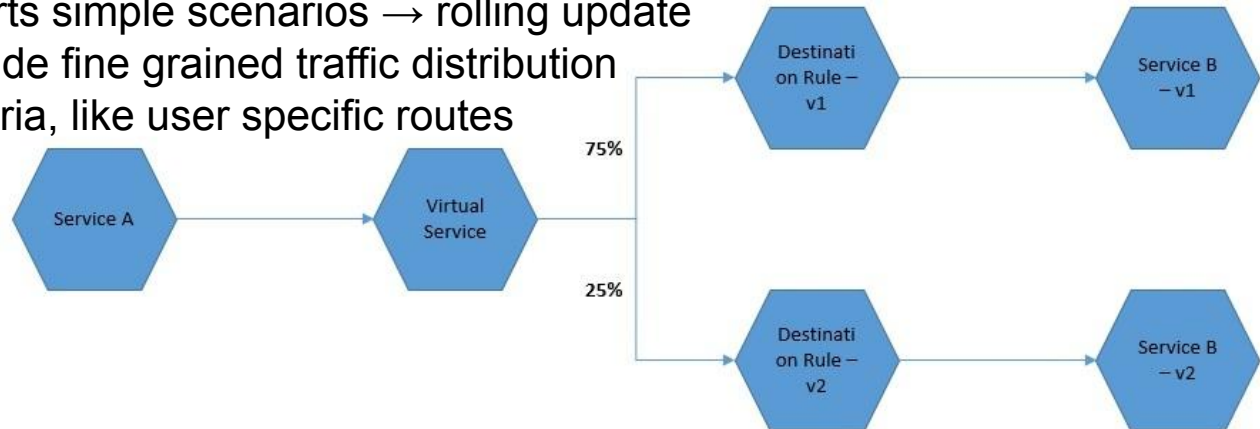 rts simple scenarios → rolling update
de fine grained traffic distribution
ria, like user specific routes
Destinati
on Rule –
v1
Service B
– v1
75%
Service A
Virtual
Service
25%
Destinati
on Rule –
v2
Service B
– v2